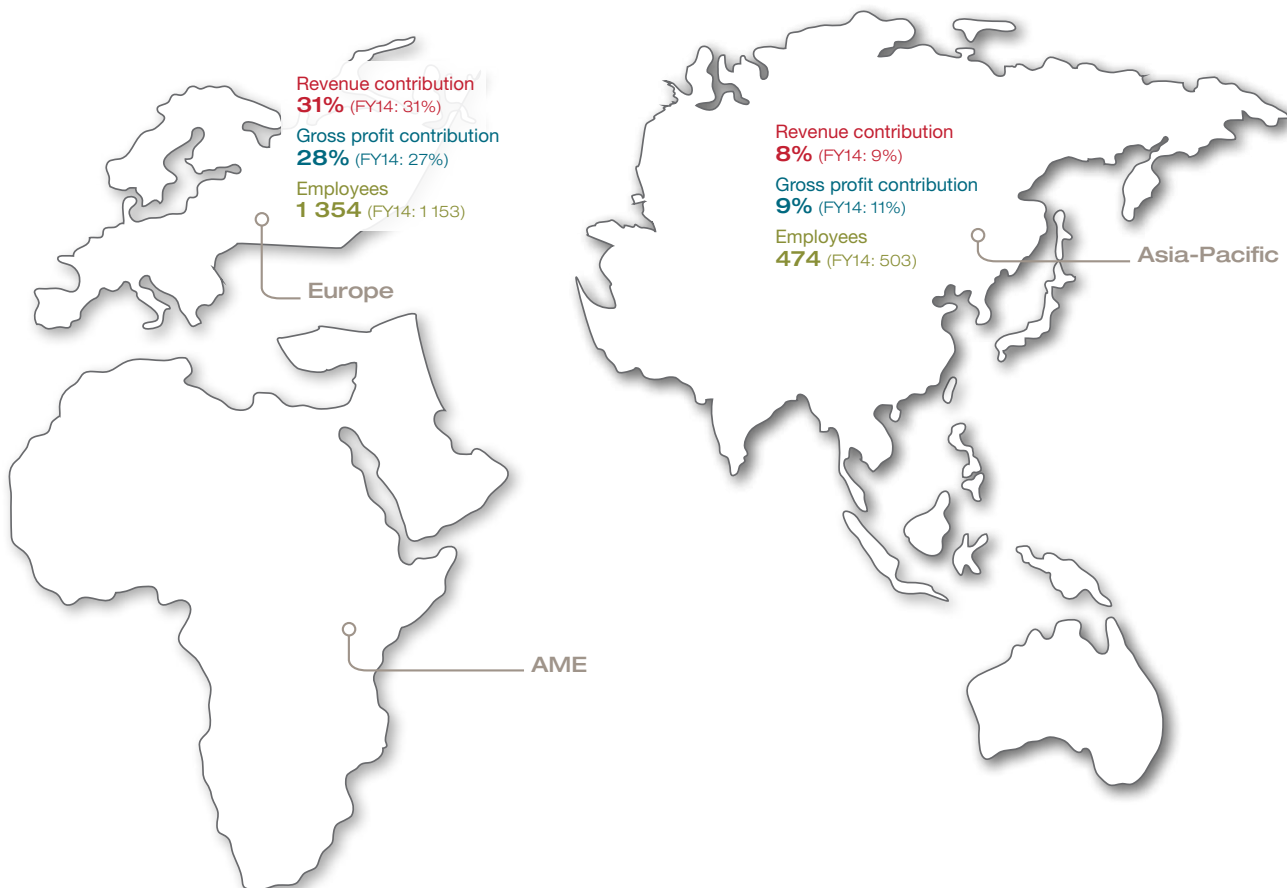 Revenue contribution
31% (FY14: 31%)
Gross profit contribution
28% (FY14: 27%)
Employees
1 354 (FY14: 1 153)
Europe
Revenue contribution
8% (FY14: 9%)
Gross profit contribution
9% (FY14: 11%)
Employees
474 (FY14: 503)
Asia-Pacific
AME